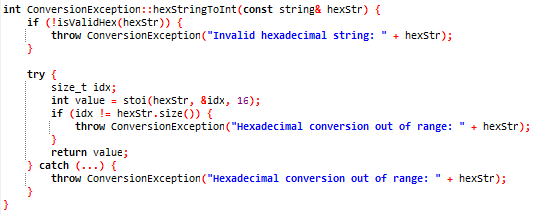 int ConversionException::hexStringToInt(const string& hexStr) {
    if (!isValidHex(hexStr)) {
        throw ConversionException("Invalid hexadecimal string: " + hexStr);
    }

    try {
        size_t idx;
        int value = stoi(hexStr, &idx, 16);
        if (idx != hexStr.size()) {
            throw ConversionException("Hexadecimal conversion out of range: " + hexStr);
        }
        return value;
    } catch (...) {
        throw ConversionException("Hexadecimal conversion out of range: " + hexStr);
    }
}